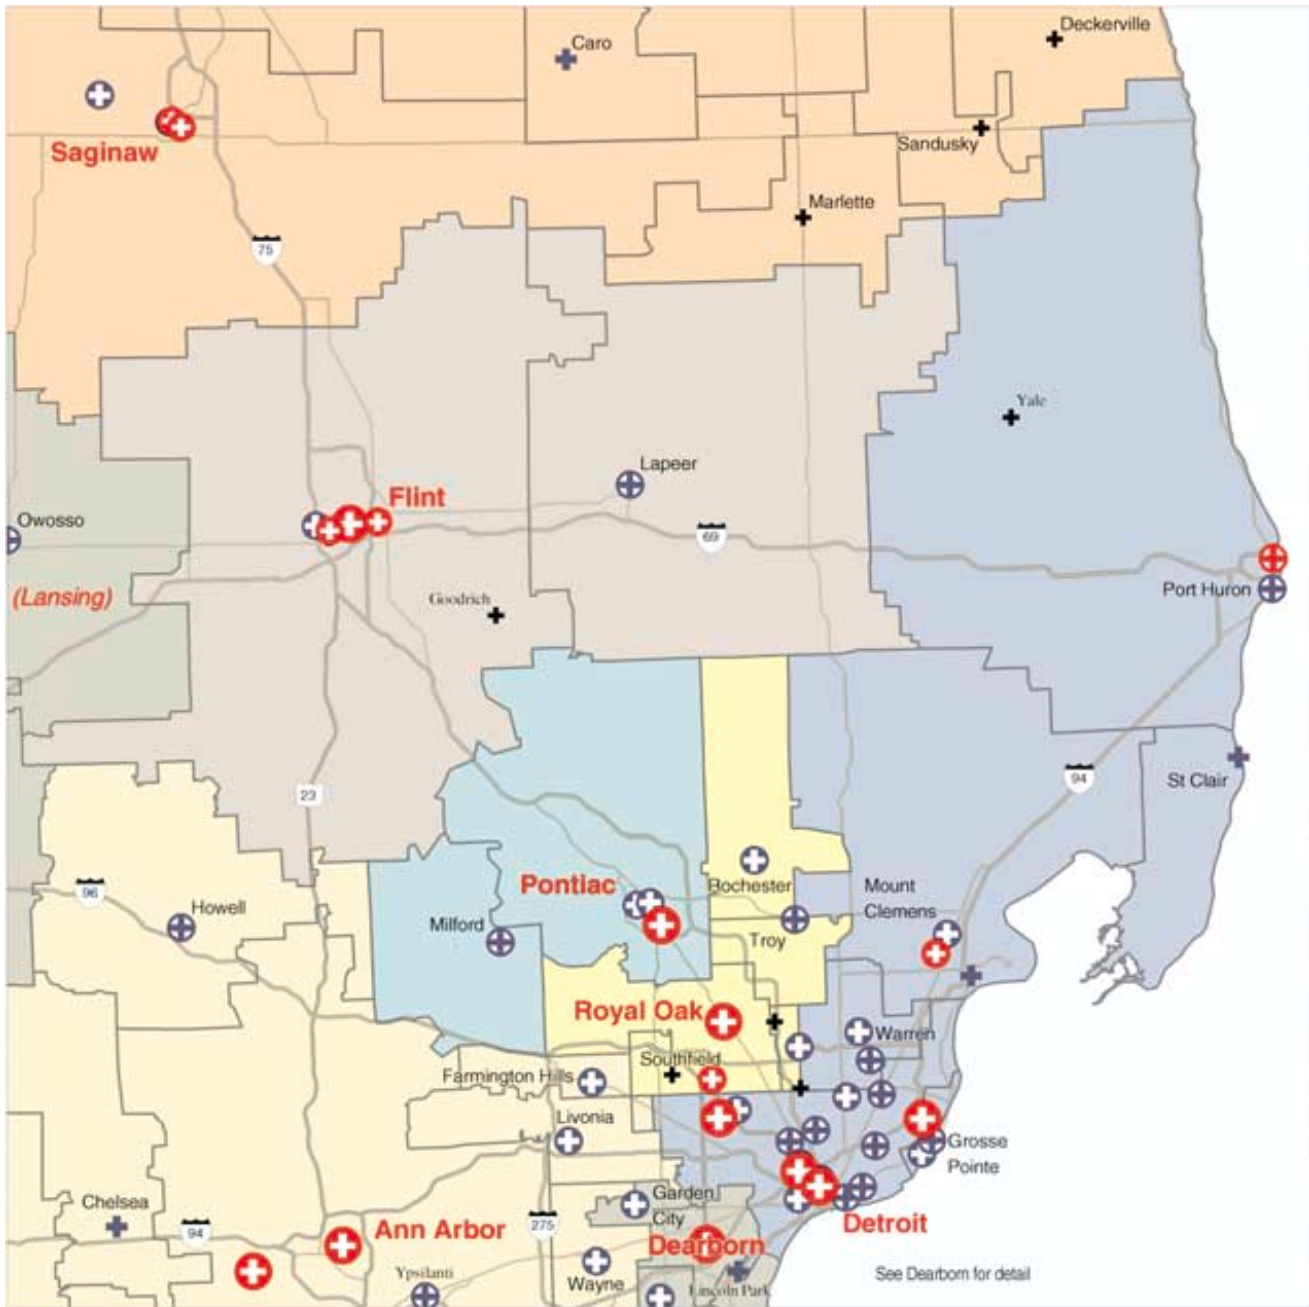 Deckerville
Caro
Saginaw
Sandusky
Marlette
75
Yale
Lapeer
Flint
Owosso
69
Port Huron
(Lansing)
Goodrich
St Clair
94
23
96
Pontiac
Rochester
Mount
Clemens
Howell
Milford
Troy
Royal Oak
Warren
Southfield
Farmington Hills
Livonia
Grosse
Pointe
Chelsea
Garden
City
94
Ann Arbor
275
Detroit
Dearborn
Ypsilanti
Wayne
Lincoln Park
See Dearborn for detail